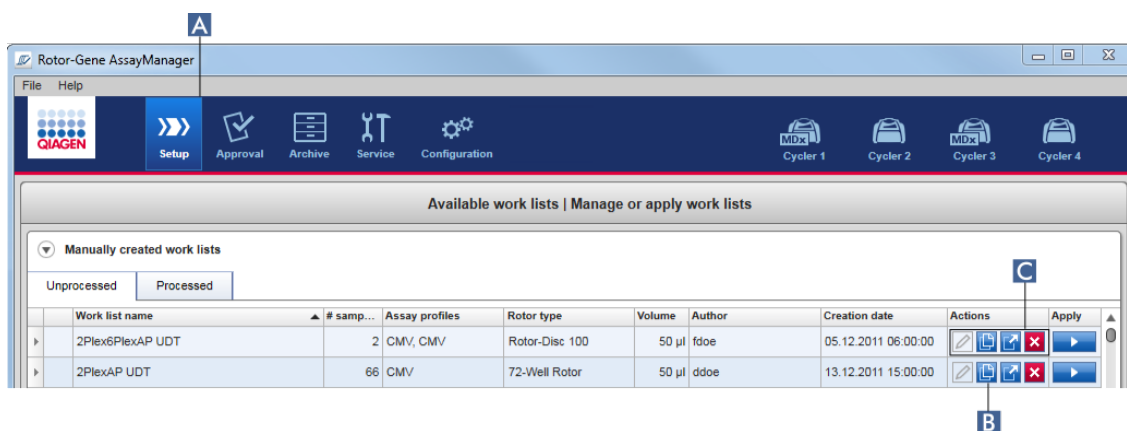 A
Rotor-Gene AssayManager
File Help
QIAGEN
Setup Approval Archive Service Configuration MDx Cycler 1 Cycler 2 MDx Cycler 3 Cycler 4
Available work lists | Manage or apply work lists
Manually created work lists
C
Unprocessed Processed
Work list name # samp... Assay profiles Rotor type Volume Author Creation date Actions Apply
2Plex6PlexAP UDT 2 CMV, CMV Rotor-Disc 100 50 µl fdoe 05.12.2011 06:00:00
2PlexAP UDT 66 CMV 72-Well Rotor 50 µl ddoe 13.12.2011 15:00:00
B